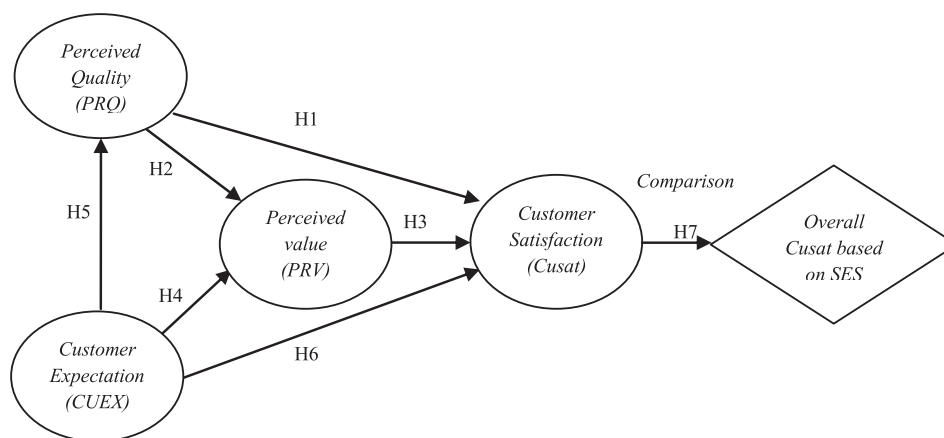 Perceived
Quality
(PRQ)
H1
H2
Comparison
H5
Perceived
value
(PRV)
H3
Customer
Satisfaction
(Cusat)
H7
Overall
Cusat based
on SES
H4
H6
Customer
Expectation
(CUEX)